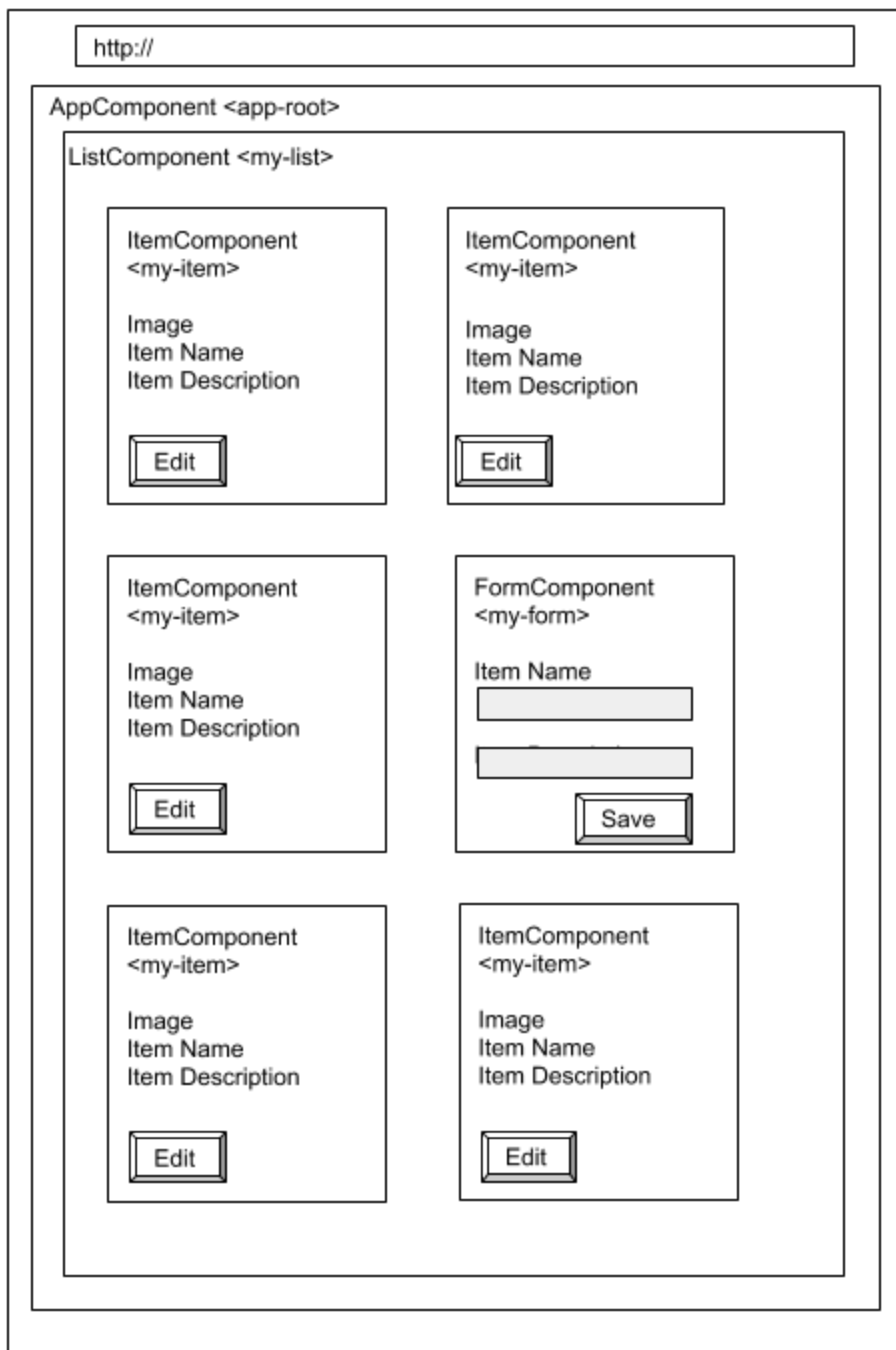 http://
AppComponent <app-root>
ListComponent <my-list>
ItemComponent
<my-item>
Image
Item Name
Item Description
Edit
ItemComponent
<my-item>
Image
Item Name
Item Description
Edit
ItemComponent
<my-item>
Image
Item Name
Item Description
Edit
FormComponent
<my-form>
Item Name
Save
ItemComponent
<my-item>
Image
Item Name
Item Description
Edit
ItemComponent
<my-item>
Image
Item Name
Item Description
Edit